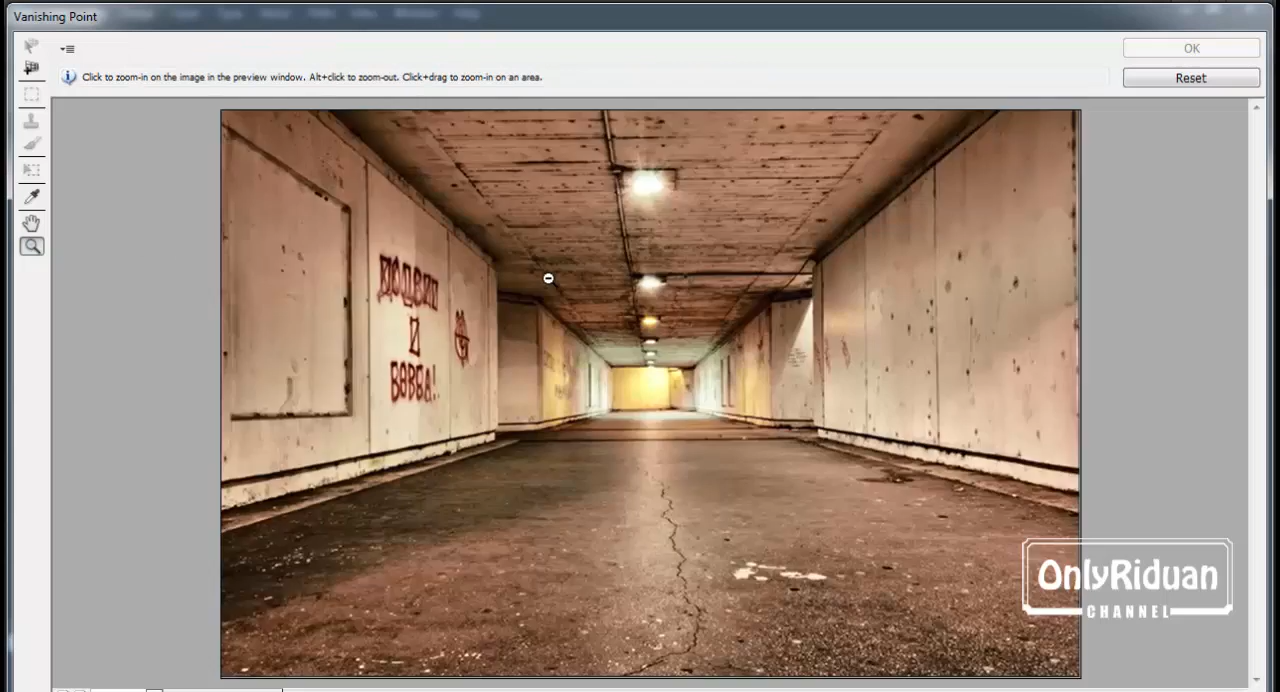 Vanishing Point
OK
Click to zoom-in on the image in the preview window. Alt+click to zoom-out. Click+drag to zoom-in on an area.
Reset
И
OnlyRiduan
CHANNEL